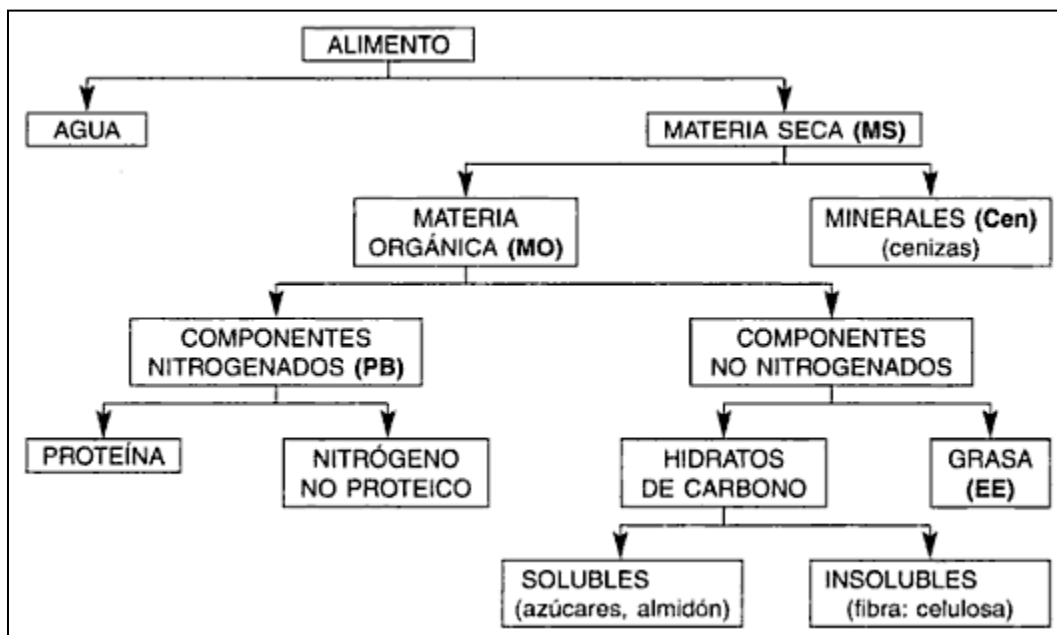 ALIMENTO
AGUA
MATERIA SECA (MS)
MATERIA
ORGÁNICA (MO)
MINERALES (Cen)
(cenizas)
COMPONENTES
NITROGENADOS (PB)
COMPONENTES
NO NITROGENADOS
PROTEÍNA
NITRÓGENO
NO PROTEICO
HIDRATOS
DE CARBONO
GRASA
(EE)
SOLUBLES
(azúcares, almidón)
INSOLUBLES
(fibra: celulosa)